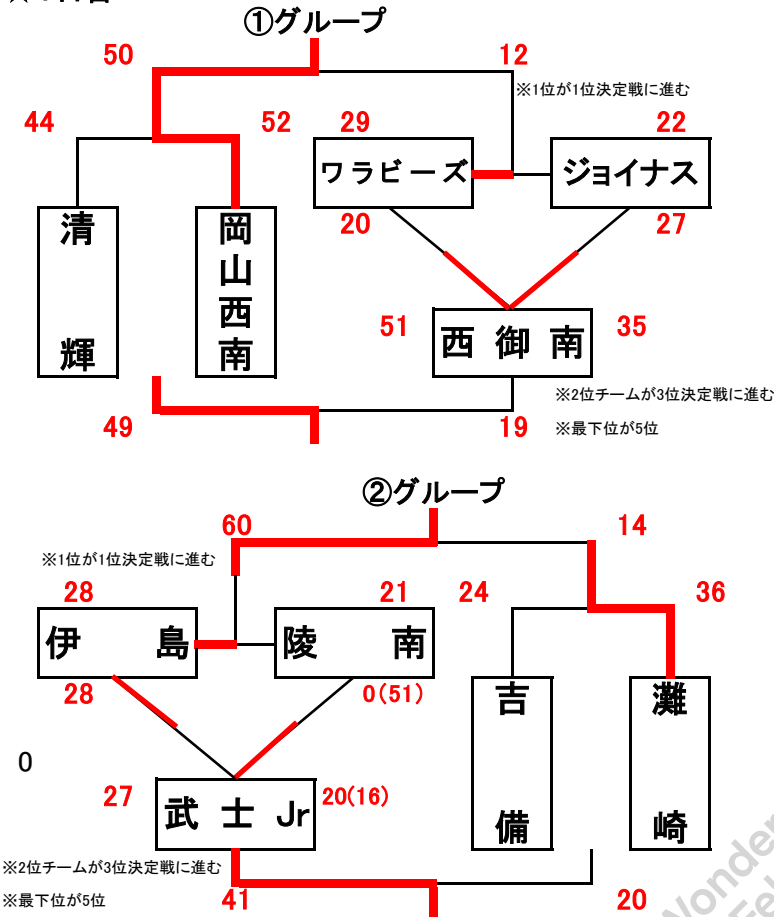 ①グループ
50 12
※1位が1位決定戦に進む
44 52 29 22
ワラビーズ ジョイナス
清輝
岡山西南
20 27
51 西御南 35
※2位チームが3位決定戦に進む
49 19
※最下位が5位
②グループ
60 14
※1位が1位決定戦に進む
28 21 24 36
伊島 陵南
吉備
灘崎
28 0(51)
0
27 武士Jr 20(16)
※2位チームが3位決定戦に進む
※最下位が5位
41 20
Wonder